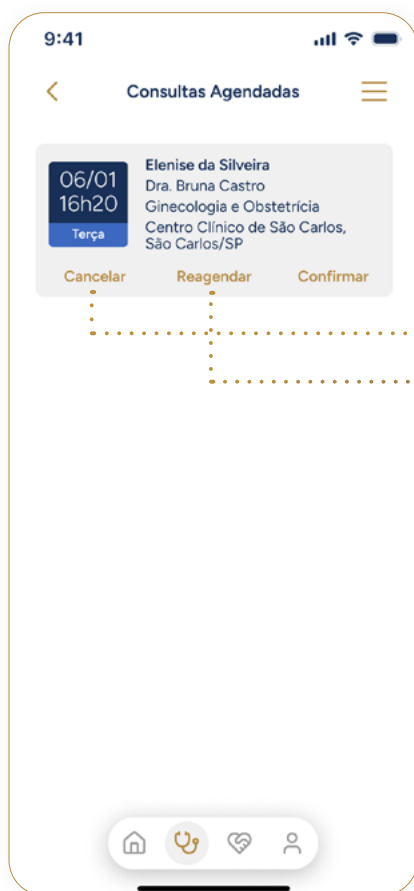 9:41
Consultas Agendadas
06/01
16h20
Terça
Elenise da Silveira
Dra. Bruna Castro
Ginecologia e Obstetrícia
Centro Clínico de São Carlos,
São Carlos/SP
Cancelar Reagendar Confirmar